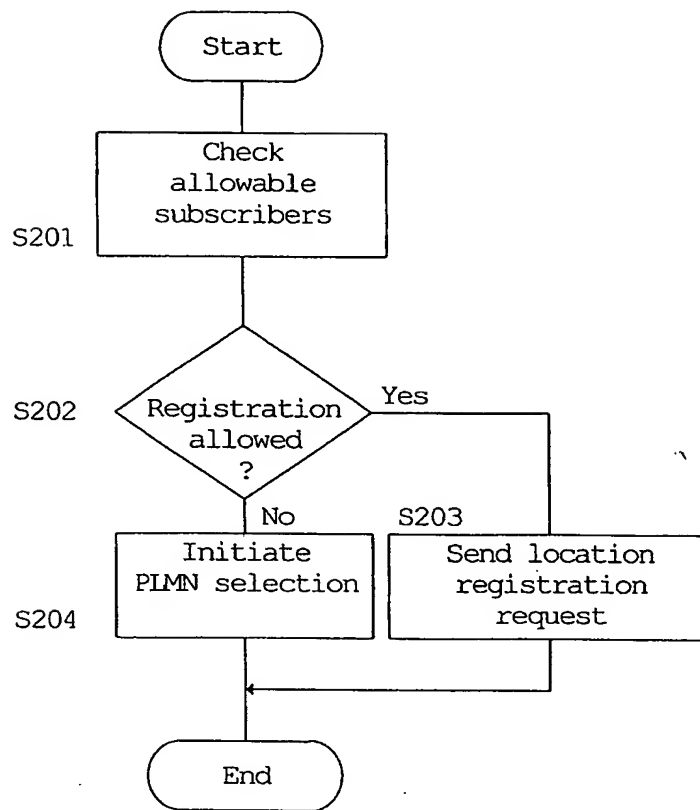 Start
Check
allowable
subscribers
S201
S202
Registration
allowed
?
Yes
No
S203
Initiate
PLMN selection
S204
Send location
registration
request
End